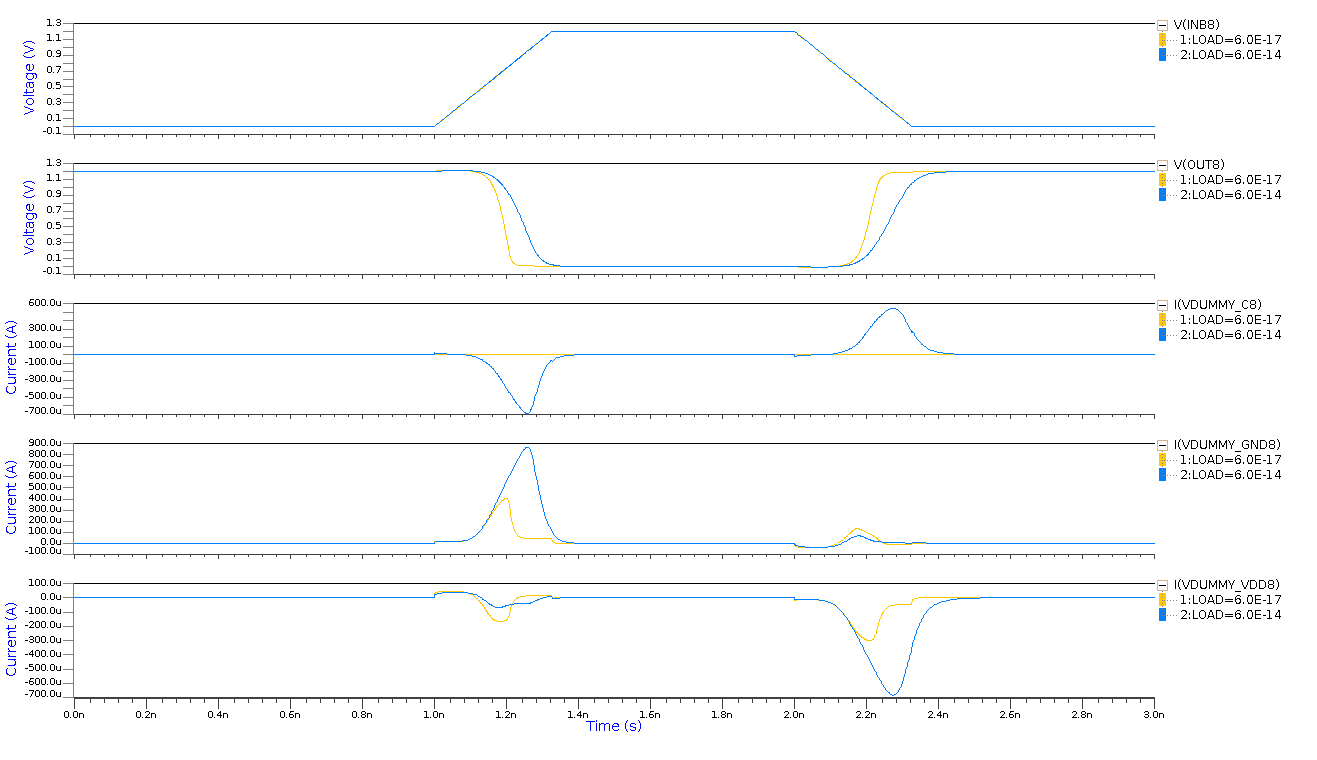 1.3
1.1
0.9
0.7
0.5
0.3
0.1
-0.1
Voltage (V)
V(INB8)
1:LOAD=6.0E-17
2:LOAD=6.0E-14
1.3
1.1
0.9
0.7
0.5
0.3
0.1
-0.1
Voltage (V)
V(OUT8)
1:LOAD=6.0E-17
2:LOAD=6.0E-14
600.0u
300.0u
100.0u
-100.0u
-300.0u
-500.0u
-700.0u
Current (A)
I(VDUMMY_C8)
1:LOAD=6.0E-17
2:LOAD=6.0E-14
900.0u
800.0u
700.0u
600.0u
500.0u
400.0u
300.0u
200.0u
100.0u
0.0u
-100.0u
Current (A)
I(VDUMMY_GND8)
1:LOAD=6.0E-17
2:LOAD=6.0E-14
100.0u
0.0u
-100.0u
-200.0u
-300.0u
-400.0u
-500.0u
-600.0u
-700.0u
Current (A)
I(VDUMMY_VDD8)
1:LOAD=6.0E-17
2:LOAD=6.0E-14
0.0n 0.2n 0.4n 0.6n 0.8n 1.0n 1.2n 1.4n 1.6n 1.8n 2.0n 2.2n 2.4n 2.6n 2.8n 3.0n
Time (s)